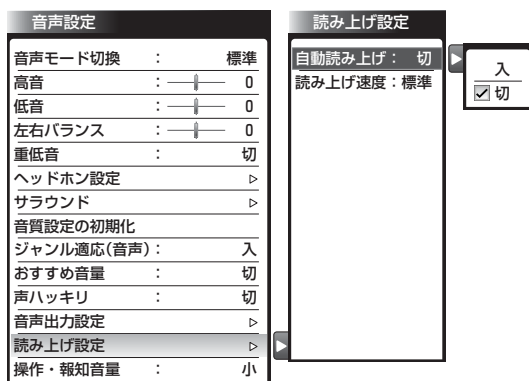 音声設定
音声モード切換 : 標準
高音 : 0
低音 : 0
左右バランス : 0
重低音 : 切
ヘッドホン設定 ▷
サラウンド ▷
音質設定の初期化
ジャンル適応(音声) : 入
おすすめ音量 : 切
声ハッキリ : 切
音声出力設定 ▷
読み上げ設定 ▷
操作・報知音量 : 小
読み上げ設定
自動読み上げ : 切
読み上げ速度 : 標準
入
切